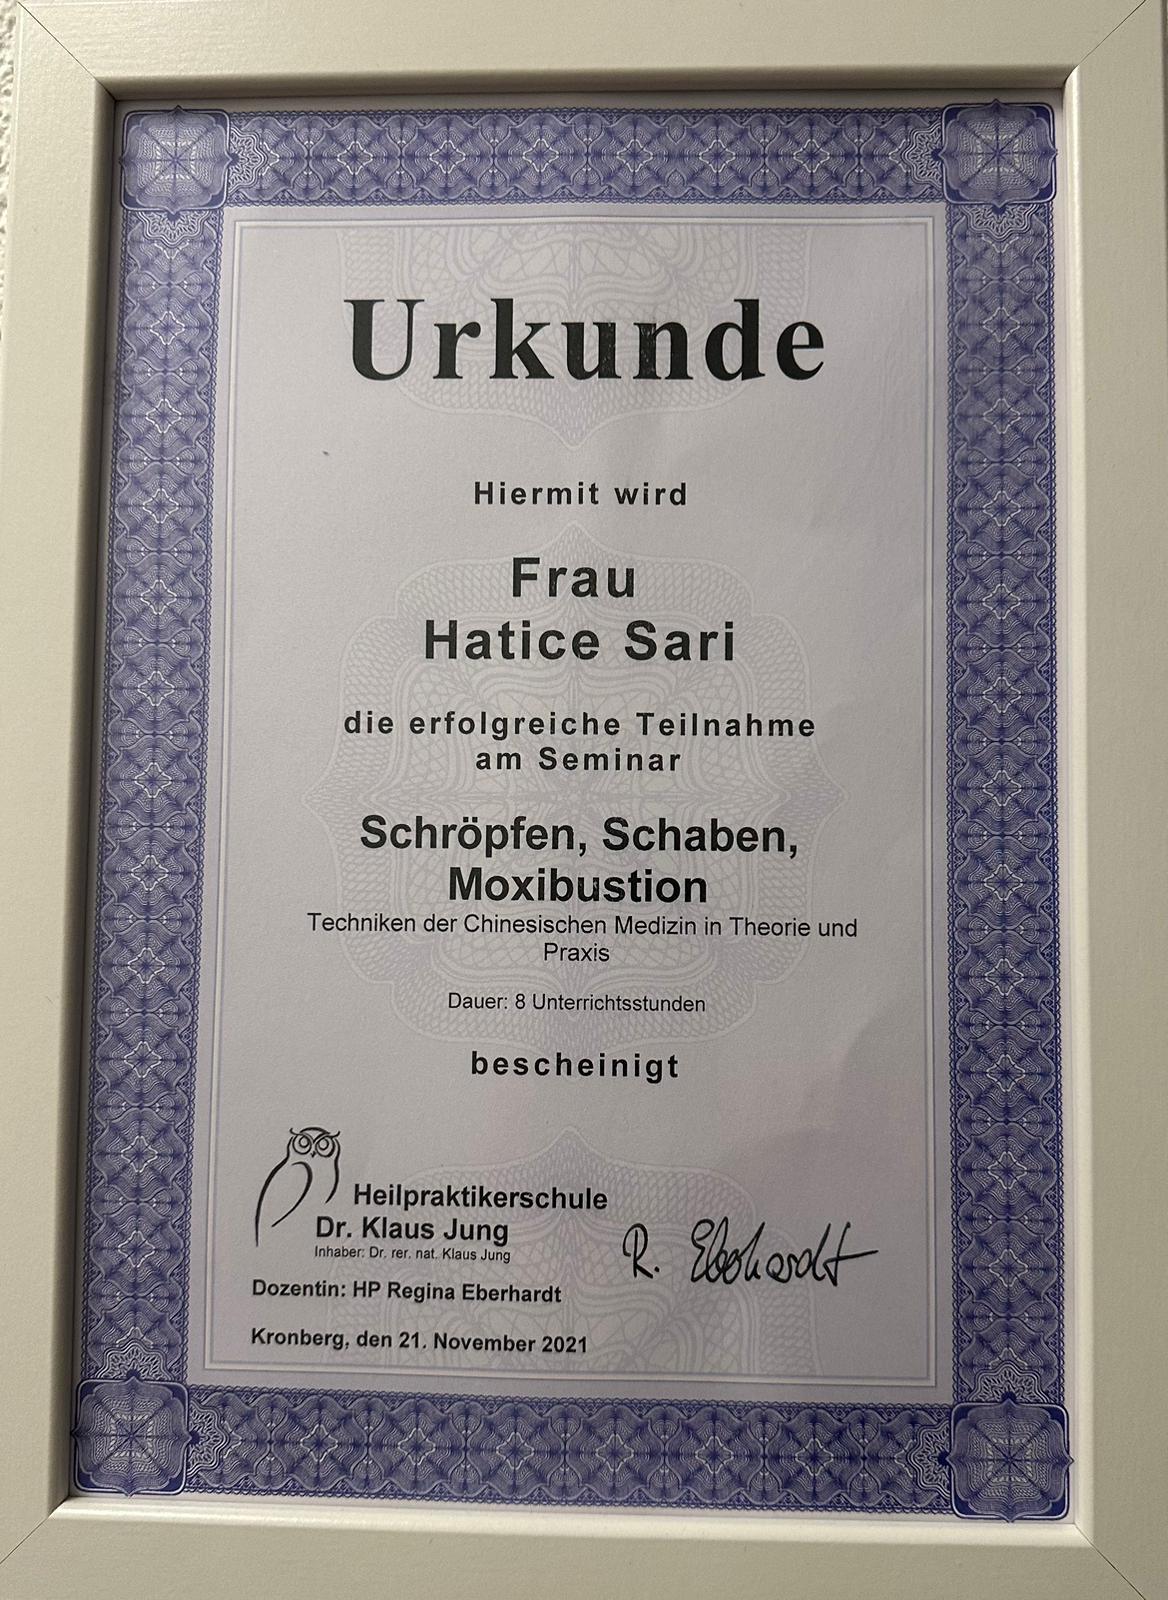 Urkunde
Hiermit wird
Frau
Hatice Sari
die erfolgreiche Teilnahme
am Seminar
Schröpfen, Schaben,
Moxibustion
Techniken der Chinesischen Medizin in Theorie und
Praxis
Dauer: 8 Unterrichtsstunden
bescheinigt
Heilpraktikerschule
Dr. Klaus Jung
Inhaber: Dr. rer. nat. Klaus Jung
R. Eberhardt
Dozentin: HP Regina Eberhardt
Kronberg, den 21. November 2021